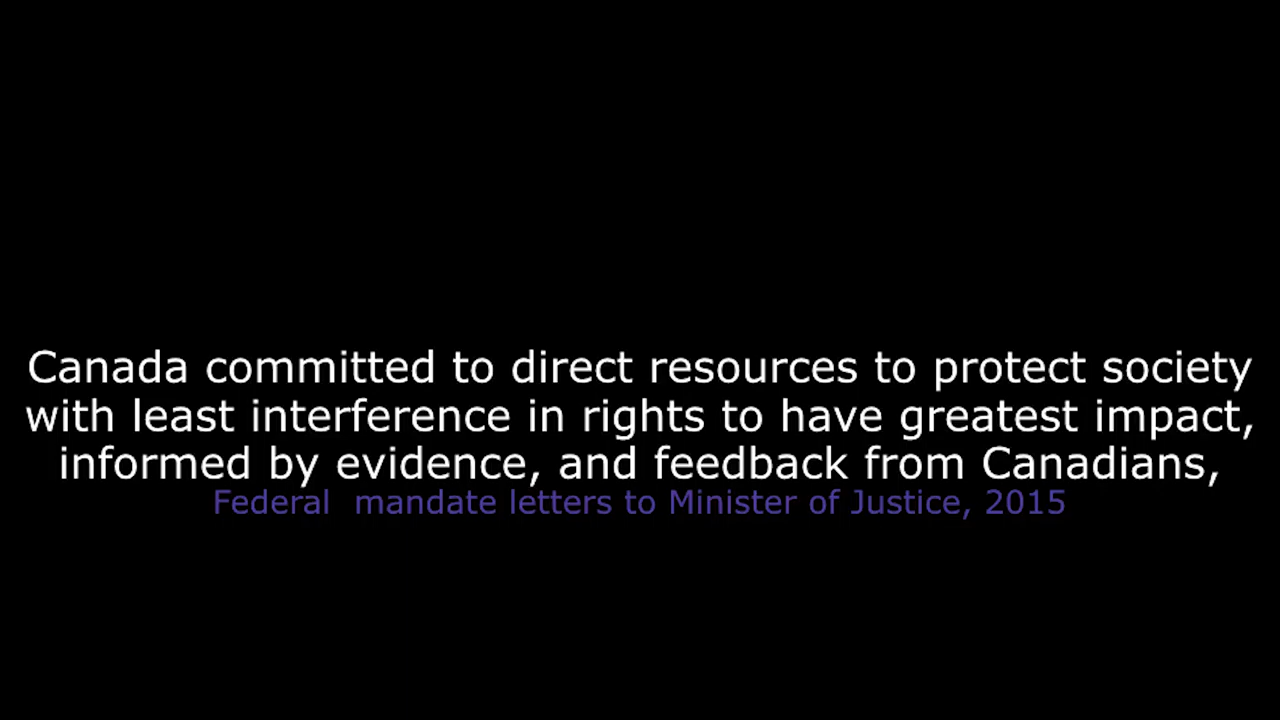 Canada committed to direct resources to protect society
with least interference in rights to have greatest impact,
informed by evidence, and feedback from Canadians,
Federal  mandate letters to Minister of Justice, 2015